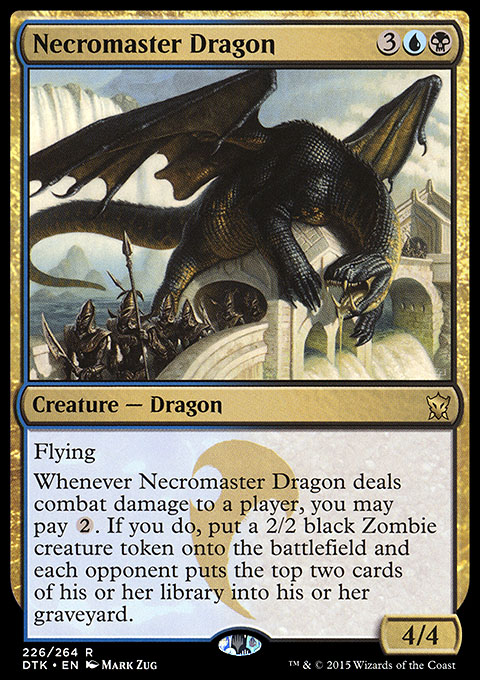 Necromaster Dragon 3
Creature — Dragon
Flying
Whenever Necromaster Dragon deals
combat damage to a player, you may
pay 2. If you do, put a 2/2 black Zombie
creature token onto the battlefield and
each opponent puts the top two cards
of his or her library into his or her
graveyard.
4/4
226/264 R
DTK • EN Mark Zug
™ & © 2015 Wizards of the Coast